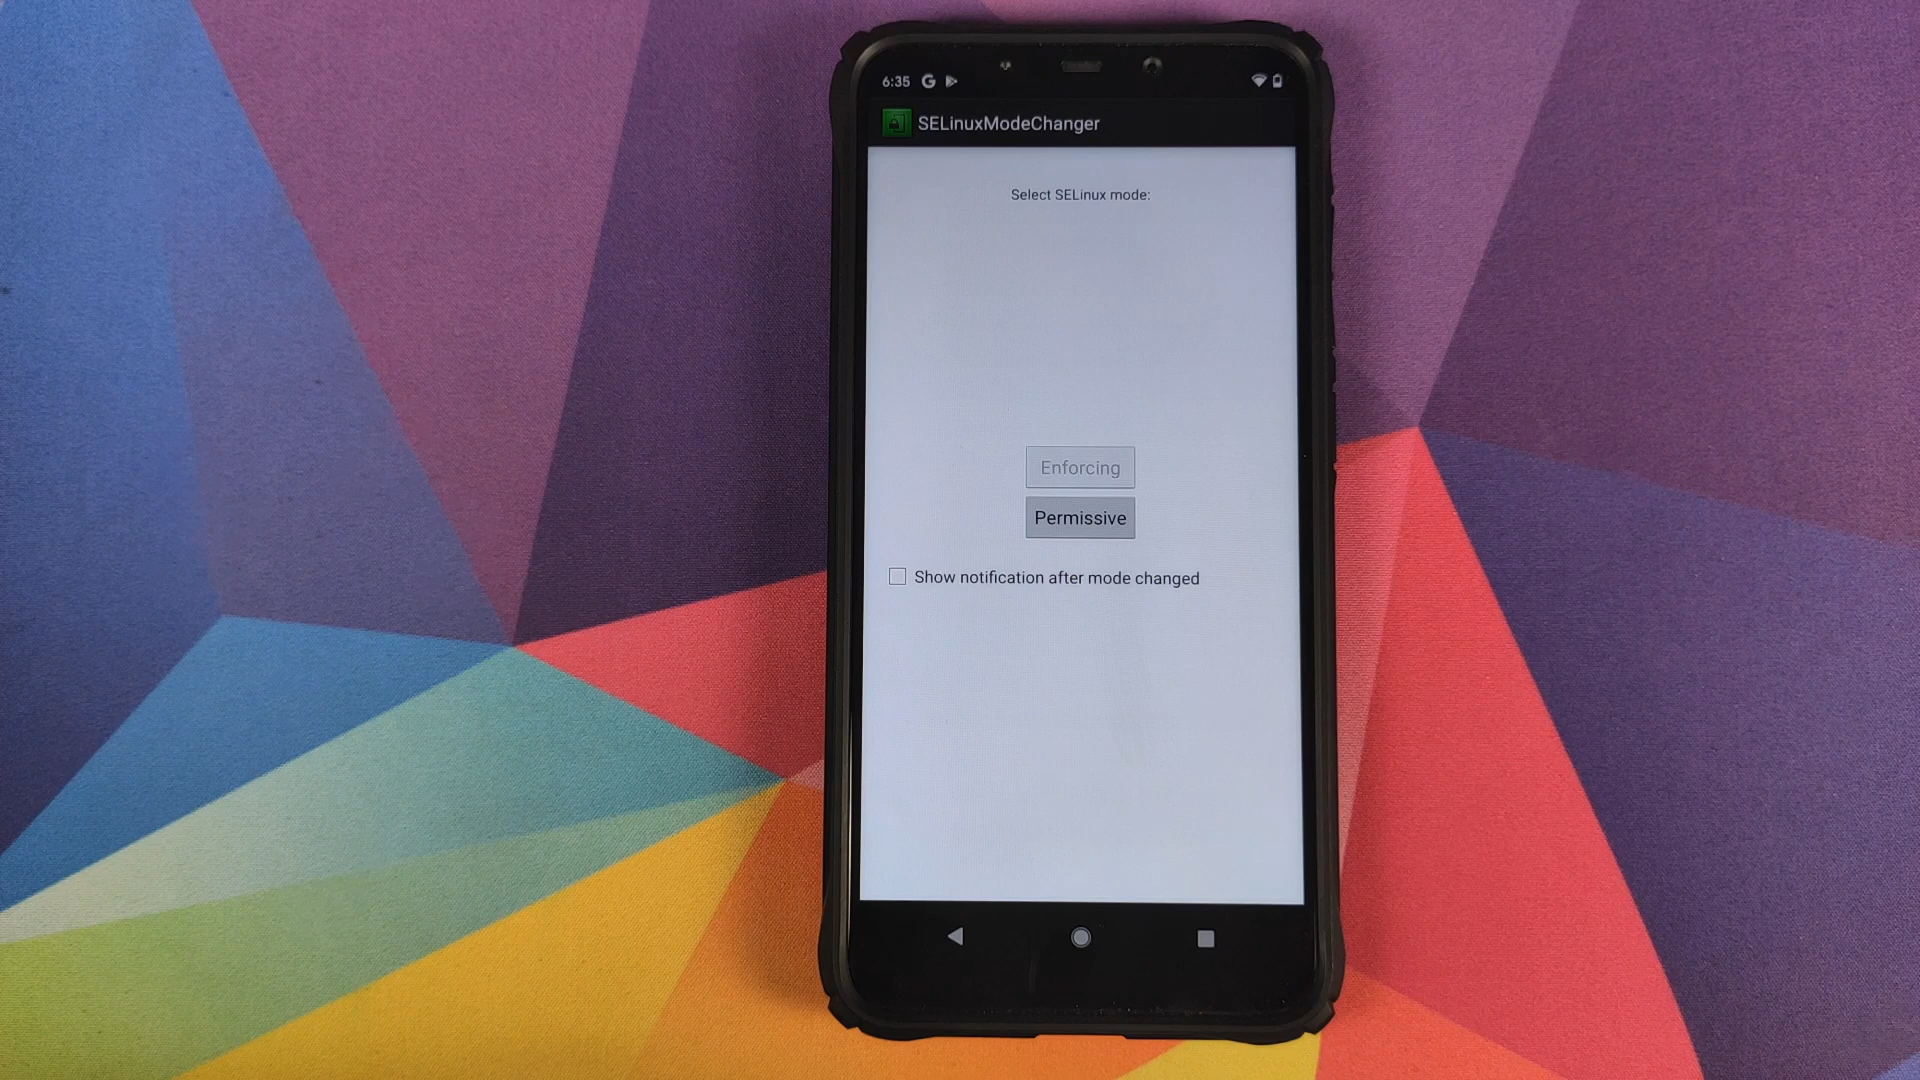 6:35 G
SELinuxModeChanger
Select SELinux mode:
Enforcing
Permissive
Show notification after mode changed